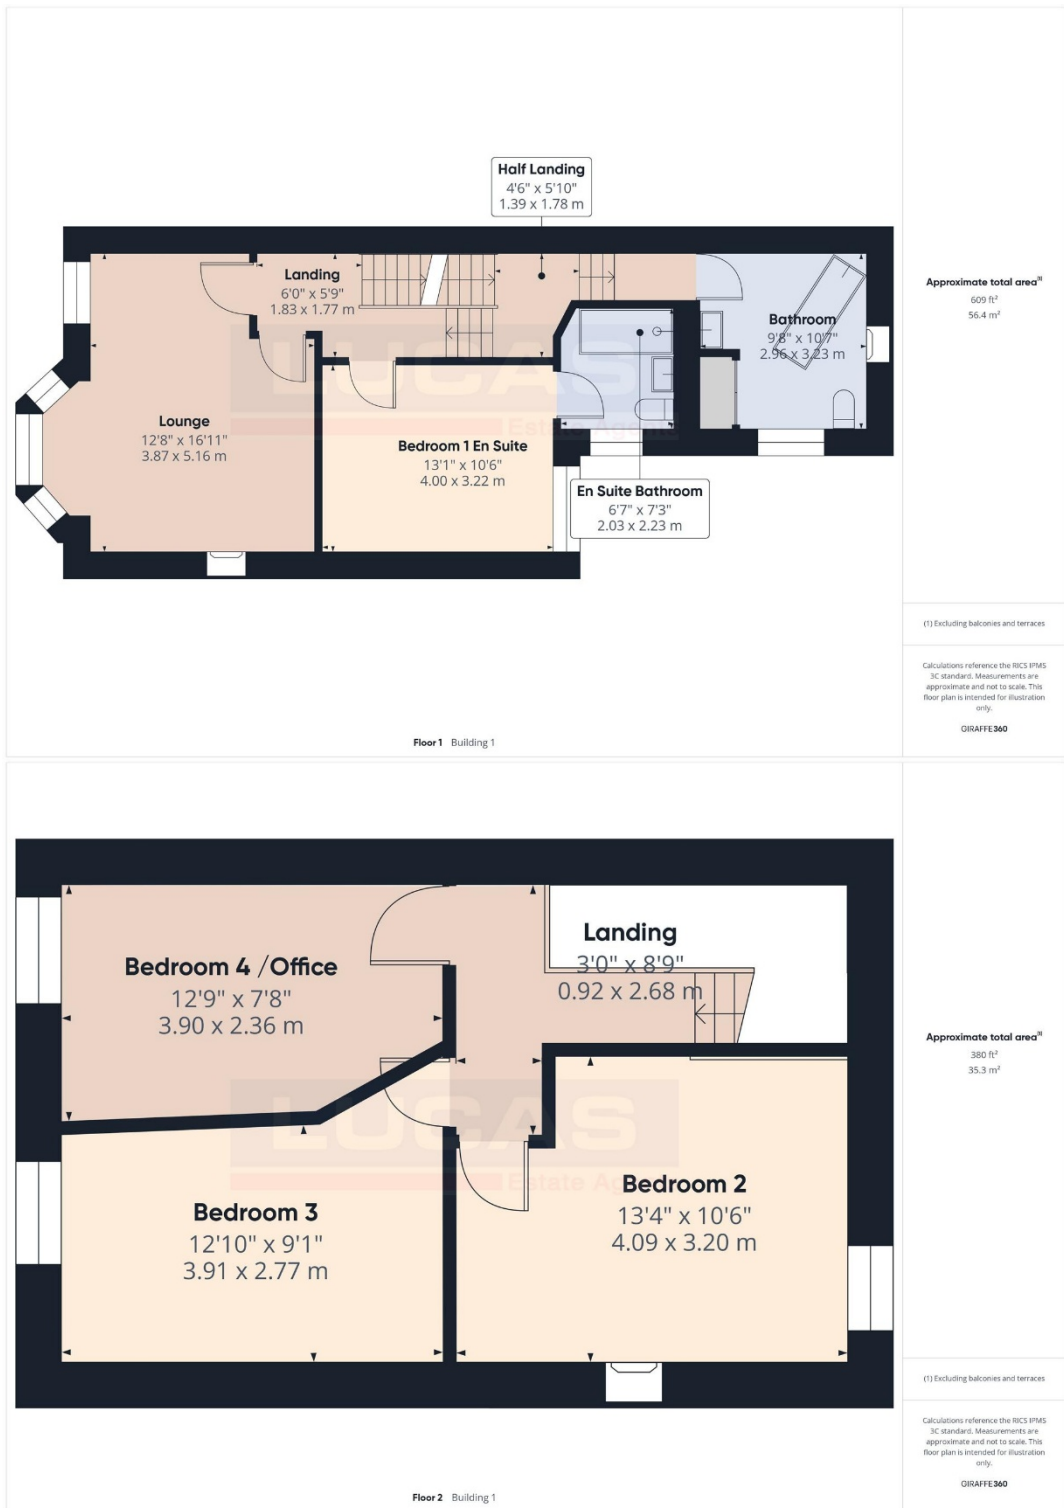 Half Landing
4'6" x 5'10"
1.39 x 1.78 m
Landing
6'0" x 5'9"
1.83 x 1.77 m
Bathroom
9'8" x 10'7"
2.96 x 3.23 m
Lounge
12'8" x 16'11"
3.87 x 5.16 m
Bedroom 1 En Suite
13'1" x 10'6"
4.00 x 3.22 m
En Suite Bathroom
6'7" x 7'3"
2.03 x 2.23 m
LUCAS
Estate Agents
Floor 1 Building 1
Approximate total area(1)
609 ft²
56.4 m²
(1) Excluding balconies and terraces
Calculations reference the RICS IPMS
3C standard. Measurements are
approximate and not to scale. This
floor plan is intended for illustration
only.
GIRAFFE360
Landing
3'0" x 8'9"
0.92 x 2.68 m
Bedroom 4 /Office
12'9" x 7'8"
3.90 x 2.36 m
Bedroom 3
12'10" x 9'1"
3.91 x 2.77 m
Bedroom 2
13'4" x 10'6"
4.09 x 3.20 m
LUCAS
Estate Ag
Floor 2 Building 1
Approximate total area(1)
380 ft²
35.3 m²
(1) Excluding balconies and terraces
Calculations reference the RICS IPMS
3C standard. Measurements are
approximate and not to scale. This
floor plan is intended for illustration
only.
GIRAFFE360